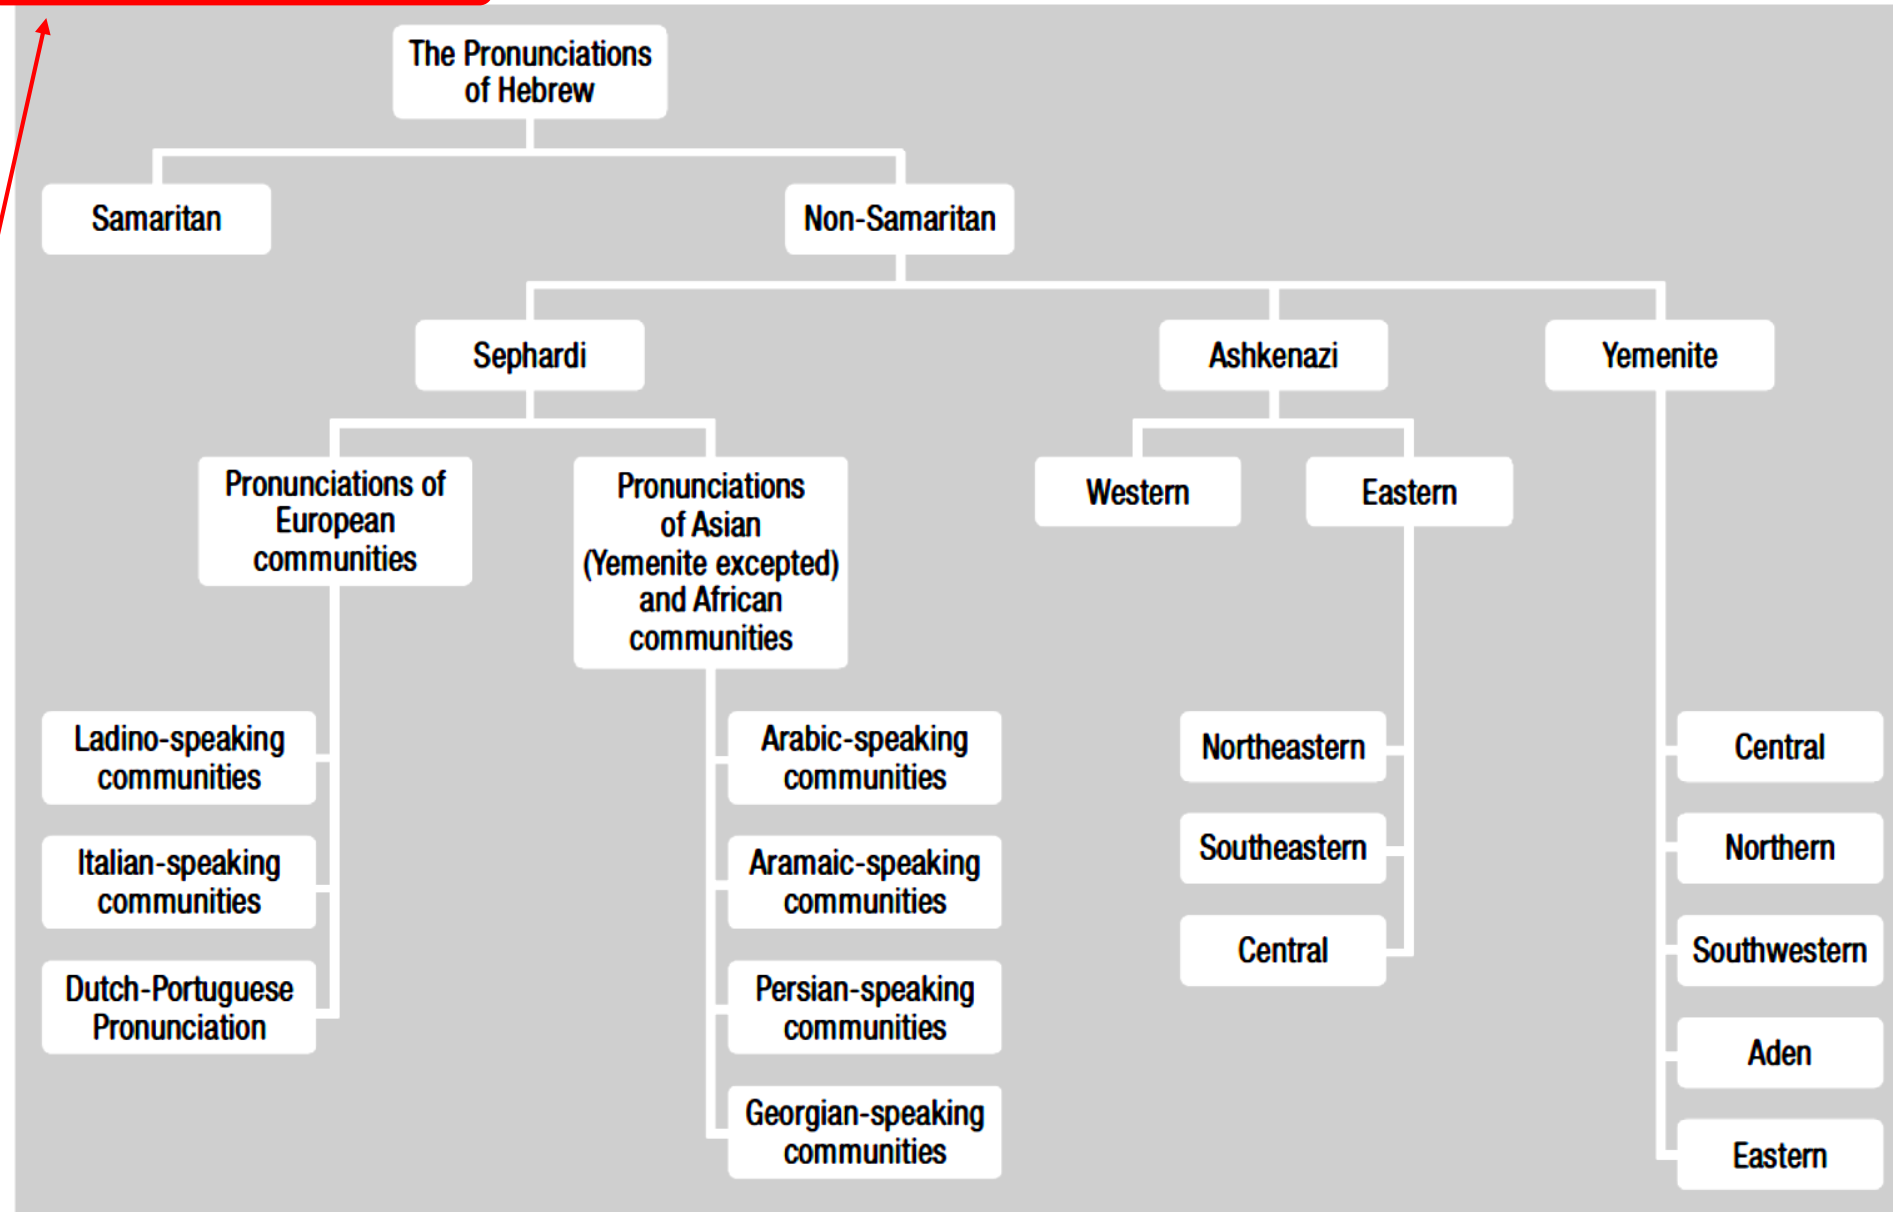 The Pronunciations
of Hebrew
Samaritan
Non-Samaritan
Sephardi
Ashkenazi
Yemenite
Pronunciations of
European
communities
Pronunciations
of Asian
(Yemenite excepted)
and African
communities
Western
Eastern
Ladino-speaking
communities
Italian-speaking
communities
Dutch-Portuguese
Pronunciation
Arabic-speaking
communities
Aramaic-speaking
communities
Persian-speaking
communities
Georgian-speaking
communities
Northeastern
Southeastern
Central
Central
Northern
Southwestern
Aden
Eastern